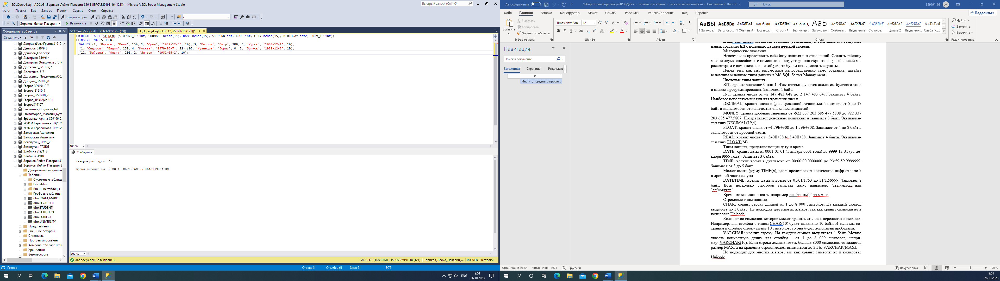 SQLQuery4.sql - ADCLG1.Зориков_Лейко_Паверин_319|1 (ISPO\329191-16 (121))* - Microsoft SQL Server Management Studio
Быстрый запуск (Ctrl+Q)
Файл Правка Вид Запрос Проект Сервис Окно Справка
Создать запрос
Зориков_Лейко_Паверин_ Выполнить
Обозреватель объектов
Соединить
ДворцовИльяГруппа31910
Денисов_319/9_8
Денисов_Колледж
Дмитриев_319/6_4
Дмитриев_Знакомство_с_М
Долженко_329195_7
Долженко_5_7
Долженко_ПредметнаяОбл
Дроздов_329195_8
Егоров 32919/10 7
Егоров_31910_7
Егоров_3291910_7
Егоров_ТРЗБДИзЛР1
Егоров319107
Ельчищев_Создание_БД
Епитифоров_Магазин_Бутс
Ерёменко_Арина_329196_24
ЖУК И Герасимова 319/8 25
ЖУК И Герасимова 319/8 25
Зажарская Ашихмин
Зажарская_Ашихмин
Зелепугин_319/1_7
Зелепугин_ТРЗБД
Злобина 319/1_8
Злобина31918
Зориков Лейко Паверин 31
Зориков_Лейко_Паверин_3
Диаграммы баз данных
Таблицы
Системные таблицы
FileTables
Внешние таблицы
Графовые таблицы
dbo.EXAM_MARKS
dbo.LECTURER
dbo.STUDENT
dbo.SUBJ_LECT
dbo.SUBJECT
dbo.UNIVERSITY
Представления
Внешние ресурсы
Синонимы
Программирование
Компонент Service Brok
Хранилище
Безопасность
SQLQuery5.sql - AD...PO\329191-16 (69)) SQLQuery4.sql - AD...O\329191-16 (121))*
CREATE TABLE STUDENT (STUDENT_ID int, SURNAME nchar(15), NAME nchar(15), STIPEND int, KURS int, CITY nchar(15), BIRTHDAY date, UNIV_ID int);
INSERT INTO STUDENT
VALUES (1, 'Иванов', 'Иван', 150, 1, 'Орел', '1982-12-3', 10),(3, 'Петров', 'Петр', 200, 3, 'Курск', '1980-12-1', 10),
(1, 'Сидоров', 'Вадим', 150, 4, 'Москва', '1979-06-7', 22),(10, 'Кузнецов', 'Борис', 0, 2, 'Брянск', '1981-12-8', 10),
(12, 'Зайцева', 'Ольга', 250, 2, 'Липецк', '1981-05-1', 10);
100 %
Сообщения
(затронуто строк: 5)
Время выполнения: 2023-10-26T09:50:27.4562149+04:00
100 %
Запрос успешно выполнен. ADCLG1 (14.0 RTM) ISPO\329191-16 (121) Зориков_Лейко_Паверин_... 00:00:00 0 строки
Готово Строка 5 Столбец 61 Знак 61 ВСТ
ENG 9:51 26.10.2023
Автосохранение ЛабораторныйпрактикумТРЗБД.doc - только для чтения - режим совместимости - Сохранено в: Диск P: Поиск 329191-16
Файл Главная Вставка Конструктор Макет Ссылки Рассылки Рецензирование Вид Справка Поделиться
Вставить Вырезать Копировать Формат по образцу
Times New Ron 12
Ж К Ч
АаБбІ ¶ Заголов... АаБбВв Заголово... АаБбВвІ ¶ Обычный АаБбВвГ Подзагол... АаБбВв Строгий АаБбВвГг, Без интер... АаЬ Заголовок АаБбВвІ Слабое в... АаБбВвІ Выделение АаБбВвІ Сильное... АаБбВвІ Цитата 2 АаБбВвІ Выделенн... ААББВВІ Слабая сс...
Найти Заменить Выделить
Буфер обмена Шрифт Абзац Стили Редактирование
Навигация
Поиск в документе
Заголовки Страницы Результать
Институт среднего профе...
навык создания БД с помощью даталогической модели.
Методические указания.
Невозможно представить себе базу данных без отношений. Создать таблицу
можно двумя способами: с помощью конструктора или скрипта. Первый способ мы
рассмотрим с вами позже, а в этой работе будем использовать скрипты.
Перед тем, как мы рассмотрим непосредственно само создание, давайте
вспомним основные типы данных в MS SQL Server Management.
Числовые типы данных.
BIT: хранит значение 0 или 1. Фактически является аналогом булевого типа
в языках программирования. Занимает 1 байт.
INT: хранит числа от –2 147 483 648 до 2 147 483 647. Занимает 4 байта.
Наиболее используемый тип для хранения чисел.
DECIMAL: хранит числа c фиксированной точностью. Занимает от 5 до 17
байт в зависимости от количества чисел после запятой.
MONEY: хранит дробные значения от -922 337 203 685 477.5808 до 922 337
203 685 477.5807. Представляет денежные величины и занимает 8 байт. Эквивален-
тен типу DECIMAL(19,4).
FLOAT: хранит числа от –1.79E+308 до 1.79E+308. Занимает от 4 до 8 байт в
зависимости от дробной части.
REAL: хранит числа от –340E+38 to 3.40E+38. Занимает 4 байта. Эквивален-
тен типу FLOAT(24).
Типы данных, представляющие дату и время:
DATE: хранит даты от 0001-01-01 (1 января 0001 года) до 9999-12-31 (31 де-
кабря 9999 года). Занимает 3 байта.
TIME: хранит время в диапазоне от 00:00:00.0000000 до 23:59:59.9999999.
Занимает от 3 до 5 байт.
Может иметь форму TIME(n), где n представляет количество цифр от 0 до 7
в дробной части секунд.
DATETIME: хранит даты и время от 01/01/1753 до 31/12/9999. Занимает 8
байт. Есть несколько способов записать дату, например: ‘гггг-мм-дд’ или
‘дд/мм/гггг ‘.
Время можно записывать, например так:’чч:мм’, ‘чч:мм:сс’.
Строковые типы данных.
CHAR: хранит строку длиной от 1 до 8 000 символов. На каждый символ
выделяет по 1 байту. Не подходит для многих языков, так как хранит символы не в
кодировке Unicode.
Количество символов, которое может хранить столбец, передается в скобках.
Например, для столбца с типом CHAR(10) будет выделено 10 байт. И если мы со-
храним в столбце строку менее 10 символов, то она будет дополнена пробелами.
VARCHAR: хранит строку. На каждый символ выделяется 1 байт. Можно
указать конкретную длину для столбца - от 1 до 8 000 символов, напри-
мер, VARCHAR(10). Если строка должна иметь больше 8000 символов, то задается
размер MAX, а на хранение строки может выделяться до 2 Гб: VARCHAR(MAX).
Не подходит для многих языков, так как хранит символы не в кодировке
Unicode.
Страница 15 из 54 Число слов: 11924 русский Фокусировка 100 %
9:51 26.10.2023